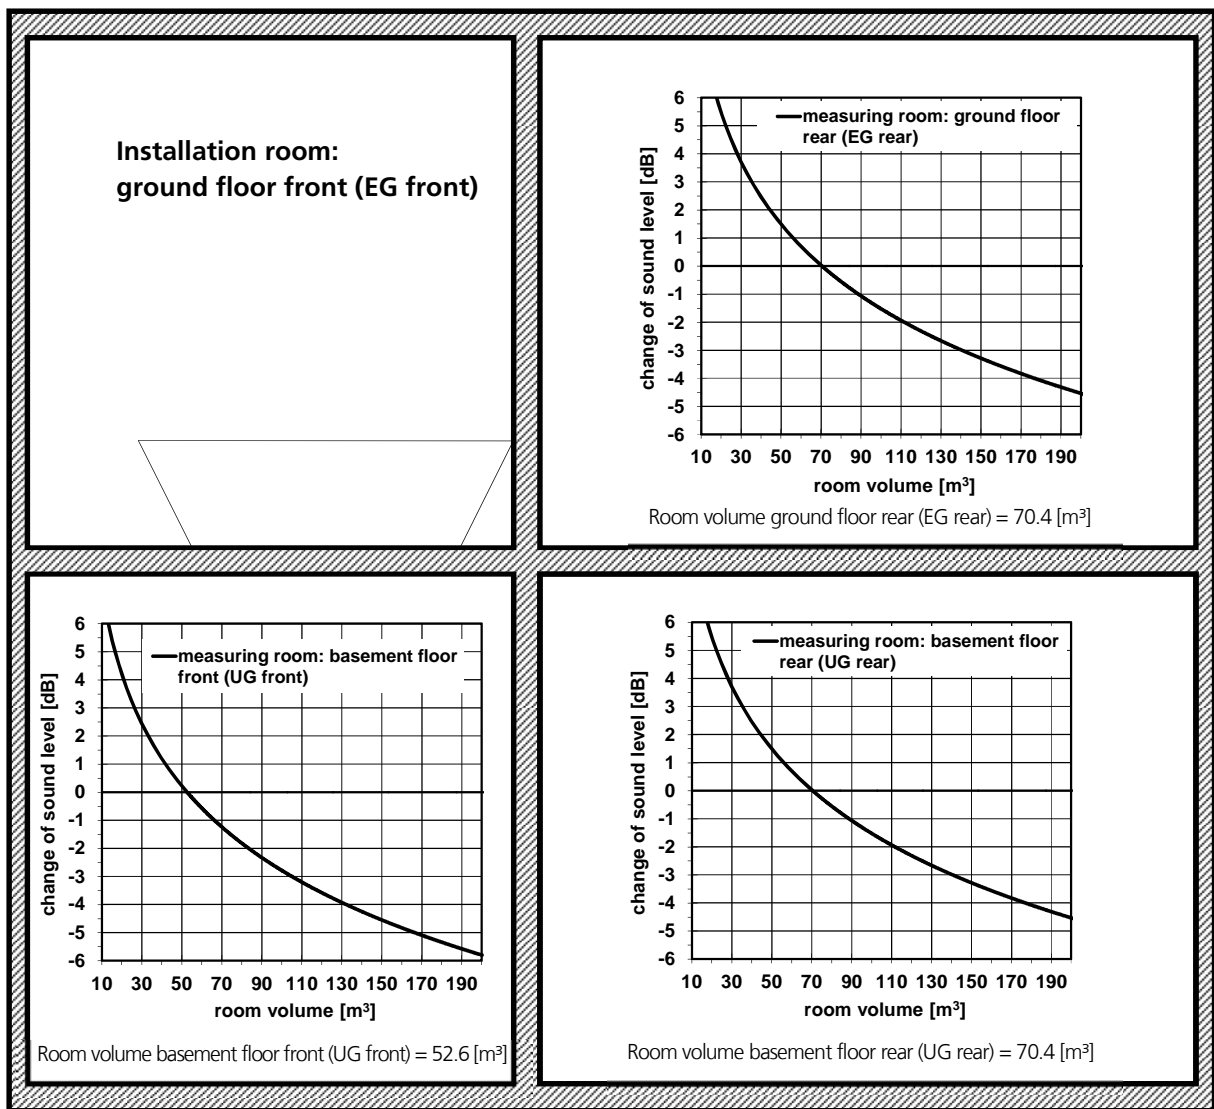 Installation room:
ground floor front (EG front)
6
5
4
3
2
1
0
-1
-2
-3
-4
-5
-6
change of sound level [dB]
measuring room: ground floor
rear (EG rear)
10 30 50 70 90 110 130 150 170 190
room volume [m³]
Room volume ground floor rear (EG rear) = 70.4 [m³]
6
5
4
3
2
1
0
-1
-2
-3
-4
-5
-6
change of sound level [dB]
measuring room: basement floor
front (UG front)
10 30 50 70 90 110 130 150 170 190
room volume [m³]
Room volume basement floor front (UG front) = 52.6 [m³]
6
5
4
3
2
1
0
-1
-2
-3
-4
-5
-6
change of sound level [dB]
measuring room: basement floor
rear (UG rear)
10 30 50 70 90 110 130 150 170 190
room volume [m³]
Room volume basement floor rear (UG rear) = 70.4 [m³]